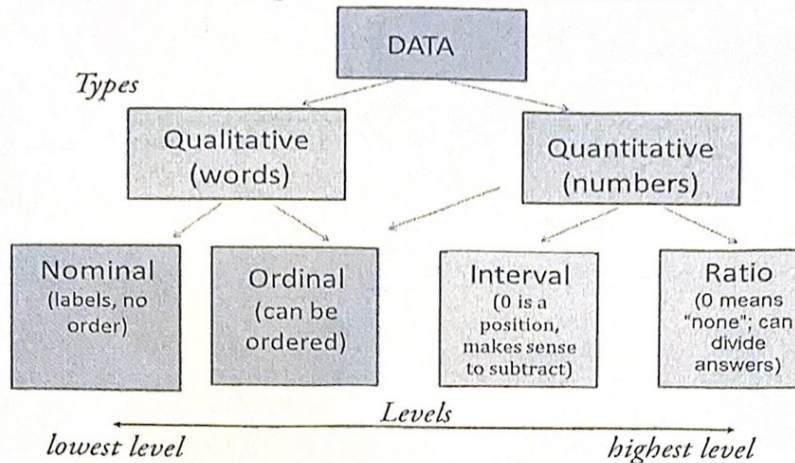 DATA
Types
Qualitative
(words)
Quantitative
(numbers)
Nominal
(labels, no
order)
Ordinal
(can be
ordered)
Interval
(0 is a
position,
makes sense
to subtract)
Ratio
(0 means
"none"; can
divide
answers)
Levels
lowest level
highest level